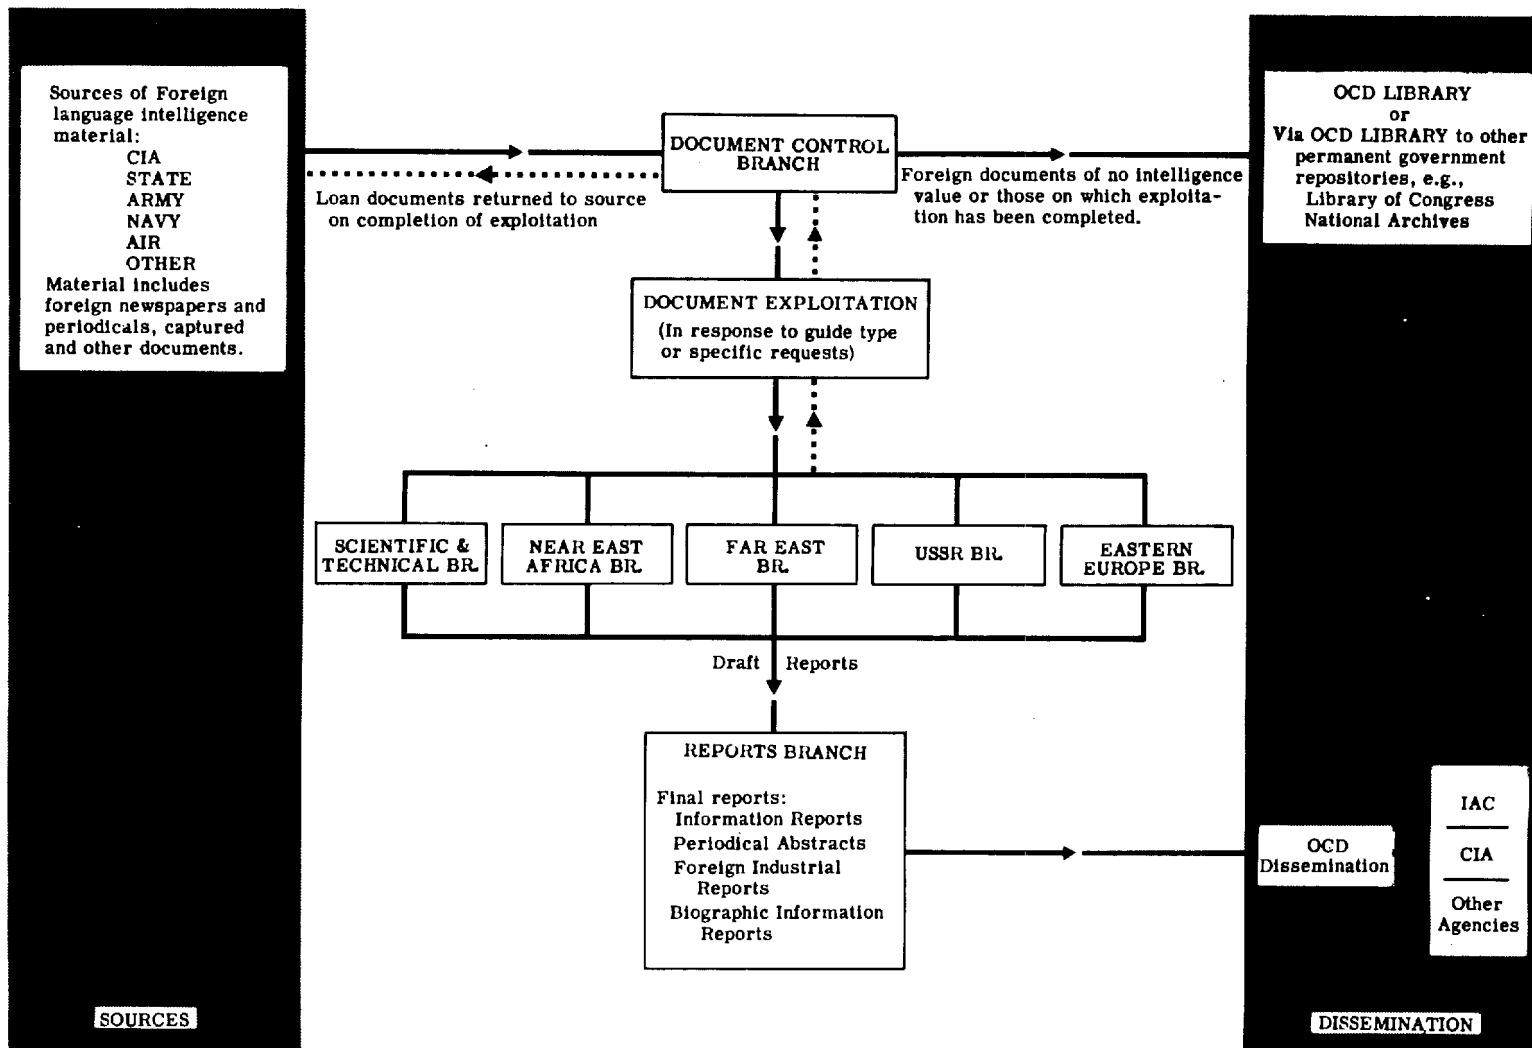 Sources of Foreign
language intelligence
material:
CIA
STATE
ARMY
NAVY
AIR
OTHER
Material includes
foreign newspapers and
periodicals, captured
and other documents.
SOURCES
Loan documents returned to source
on completion of exploitation
DOCUMENT CONTROL
BRANCH
Foreign documents of no intelligence
value or those on which exploita-
tion has been completed.
OCD LIBRARY
or
Via OCD LIBRARY to other
permanent government
repositories, e.g.,
Library of Congress
National Archives
DOCUMENT EXPLOITATION
(In response to guide type
or specific requests)
SCIENTIFIC &
TECHNICAL BR.
NEAR EAST
AFRICA BR.
FAR EAST
BR.
USSR BR.
EASTERN
EUROPE BR.
Draft Reports
REPORTS BRANCH
Final reports:
Information Reports
Periodical Abstracts
Foreign Industrial
Reports
Biographic Information
Reports
OCD
Dissemination
IAC
CIA
Other
Agencies
DISSEMINATION